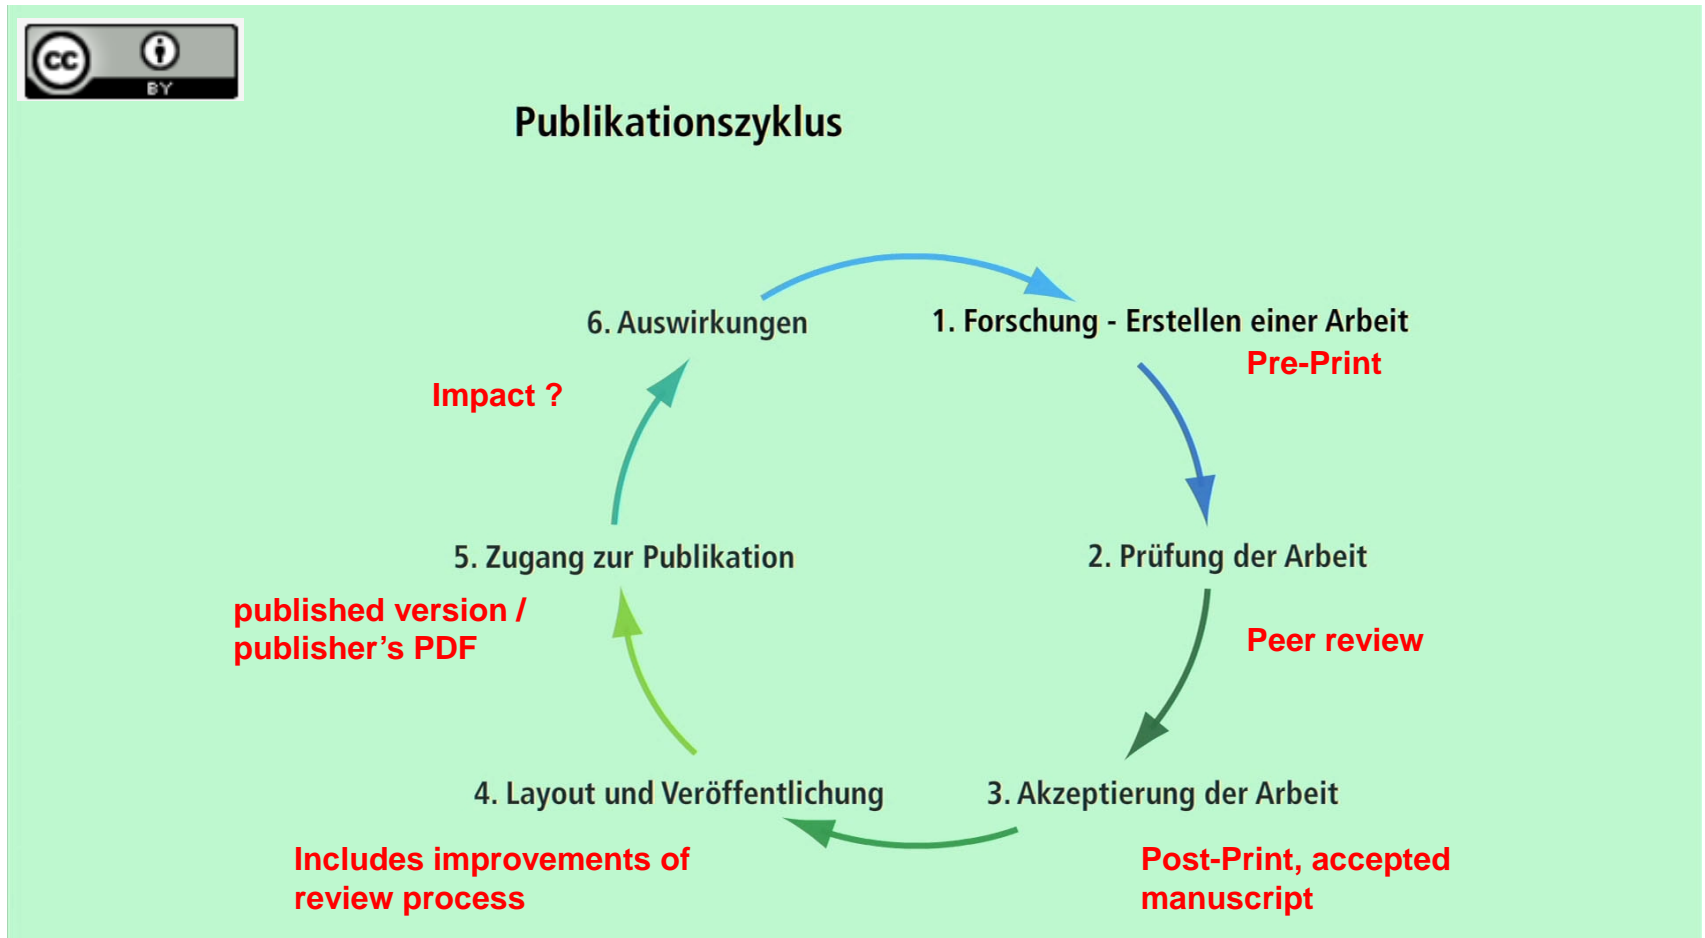 cc
BY
Publikationszyklus
6. Auswirkungen
1. Forschung - Erstellen einer Arbeit
Pre-Print
Impact ?
5. Zugang zur Publikation
2. Prüfung der Arbeit
published version /
publisher’s PDF
Peer review
4. Layout und Veröffentlichung
3. Akzeptierung der Arbeit
Includes improvements of
review process
Post-Print, accepted
manuscript